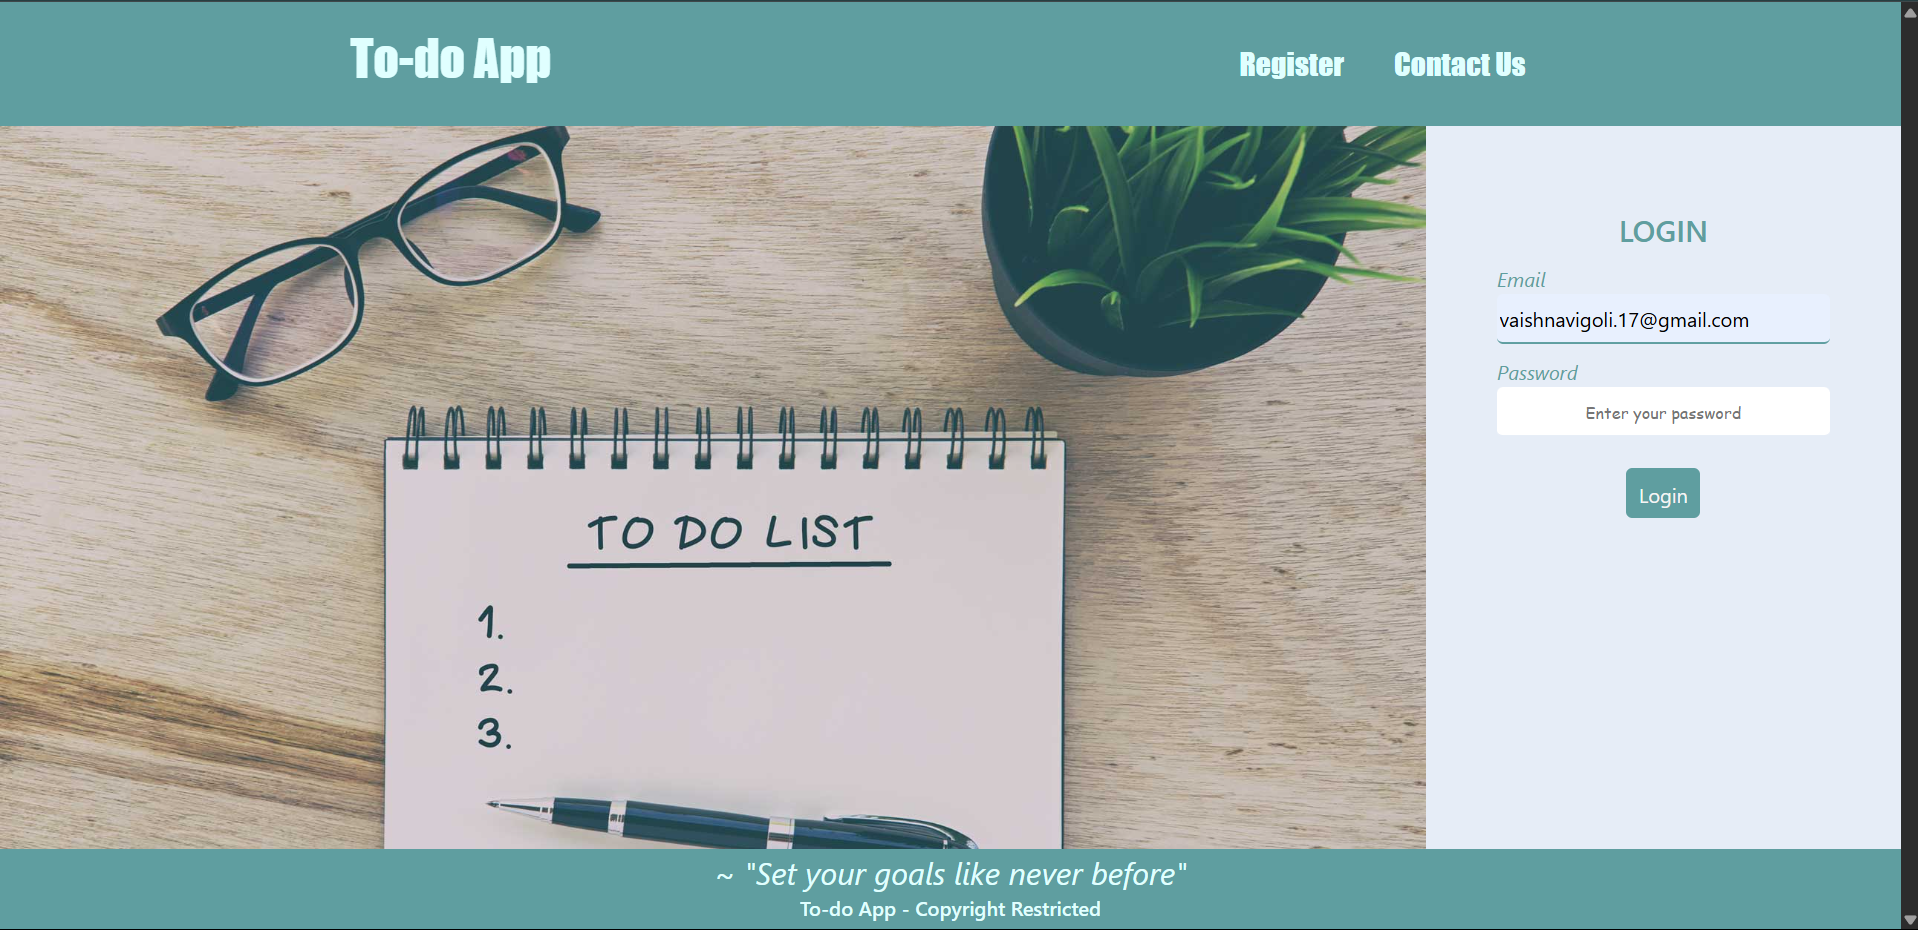 To-do App
Register
Contact Us
LOGIN
Email
vaishnavigoli.17@gmail.com
Password
Enter your password
Login
TO DO LIST
1.
2.
3.
~ "Set your goals like never before"
To-do App - Copyright Restricted